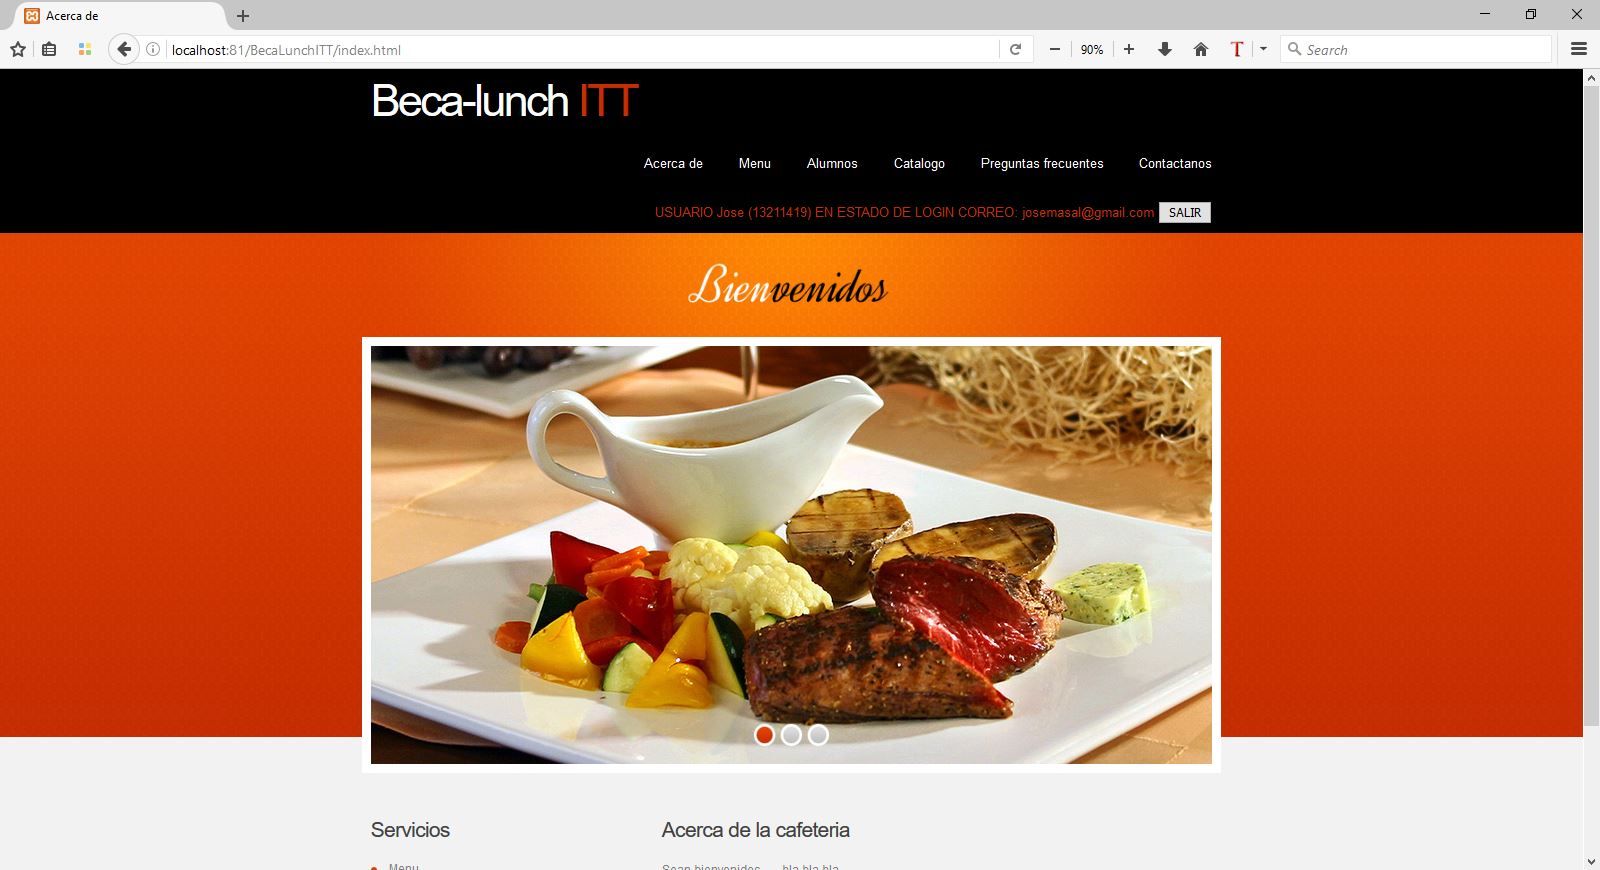 Acerca de
localhost:81/BecaLunchITT/index.html
90%
T
Search
Beca-lunch ITT
Acerca de Menu Alumnos Catalogo Preguntas frecuentes Contactanos
USUARIO Jose (13211419) EN ESTADO DE LOGIN CORREO: josemasal@gmail.com SALIR
Bienvenidos
Servicios
Acerca de la cafeteria
Menu
Sean bienvenidos.... bla bla bla